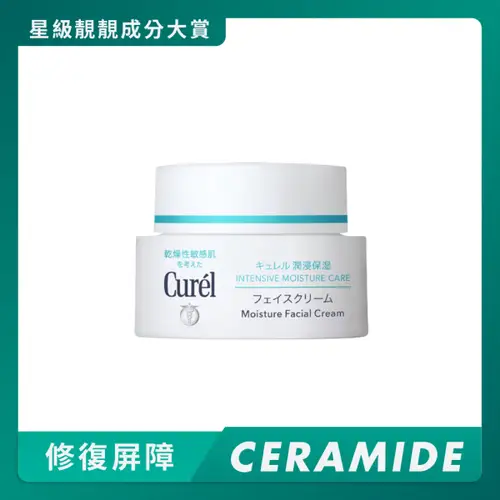 星級靚靚成分大賞
乾燥性敏感肌
を考えた
Curél
キュレル 潤浸保湿
INTENSIVE MOISTURE CARE
フェイスクリーム
Moisture Facial Cream
修復屏障
CERAMIDE